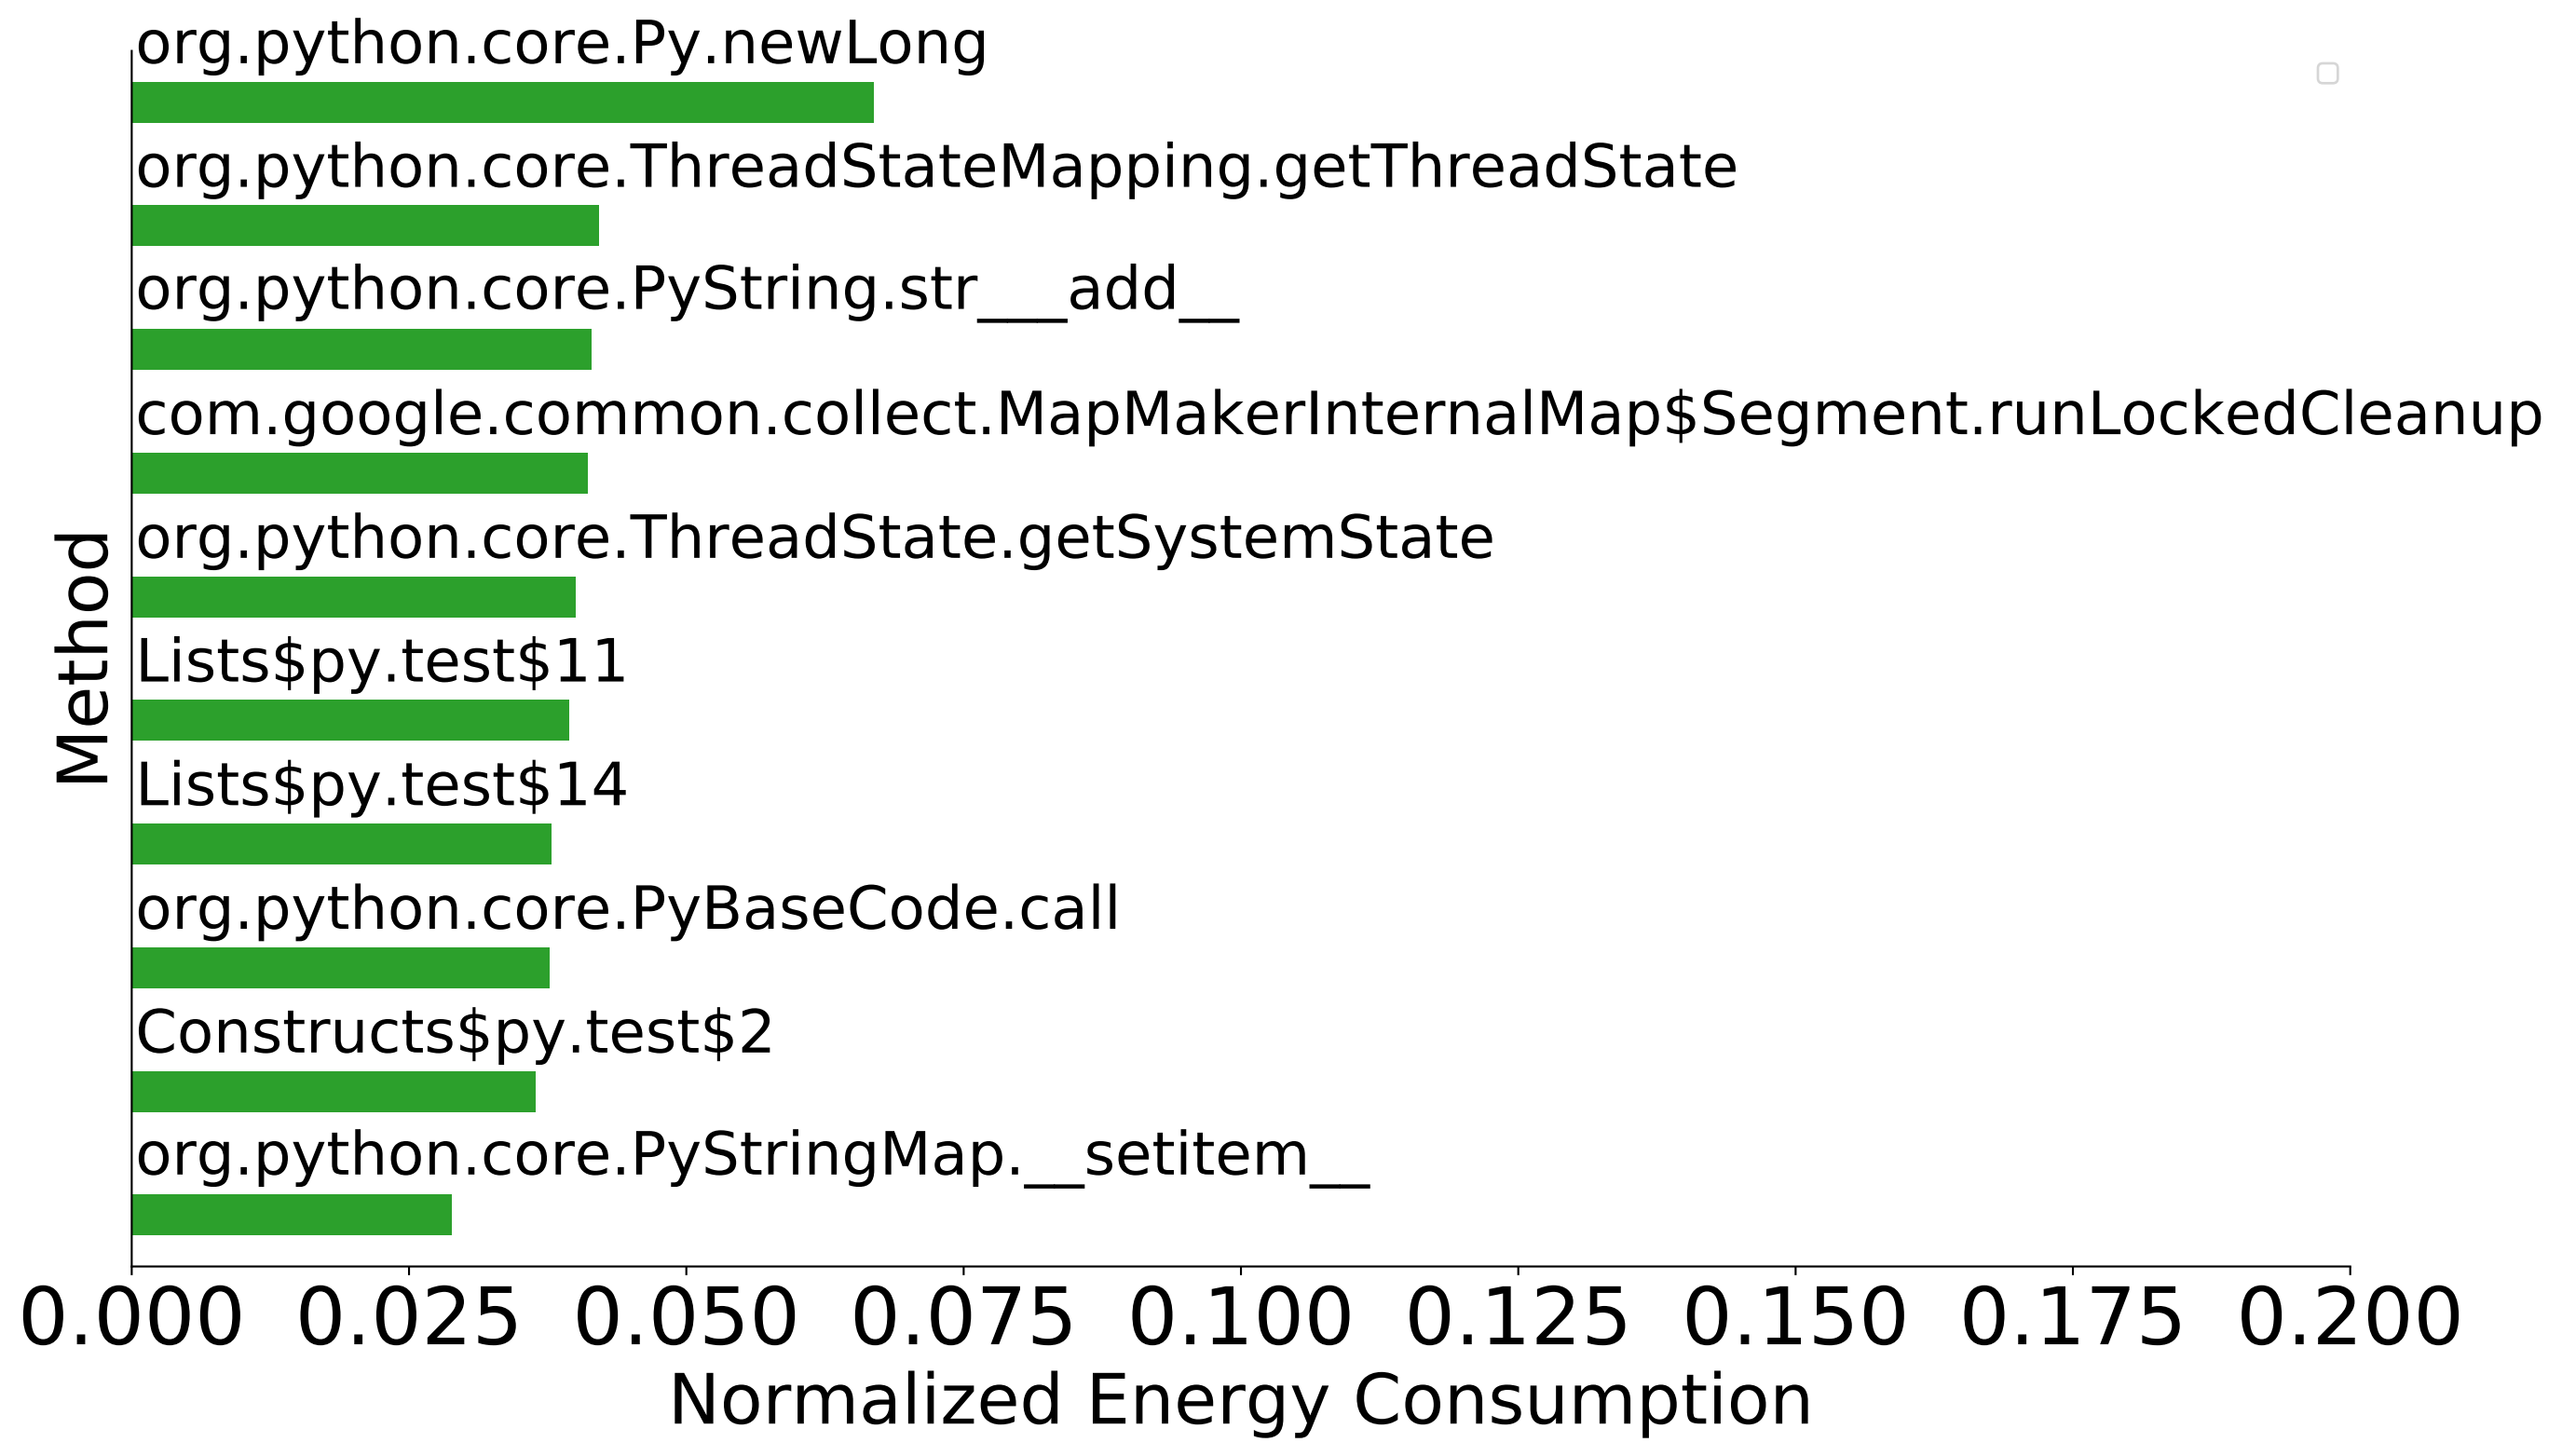 org.python.core.Py.newLong
org.python.core.ThreadStateMapping.getThreadState
org.python.core.PyString.str___add__
com.google.common.collect.MapMakerInternalMap$Segment.runLockedCleanup
org.python.core.ThreadState.getSystemState
Lists$py.test$11
Lists$py.test$14
org.python.core.PyBaseCode.call
Constructs$py.test$2
org.python.core.PyStringMap.__setitem__
Method
0.000 0.025 0.050 0.075 0.100 0.125 0.150 0.175 0.200
Normalized Energy Consumption